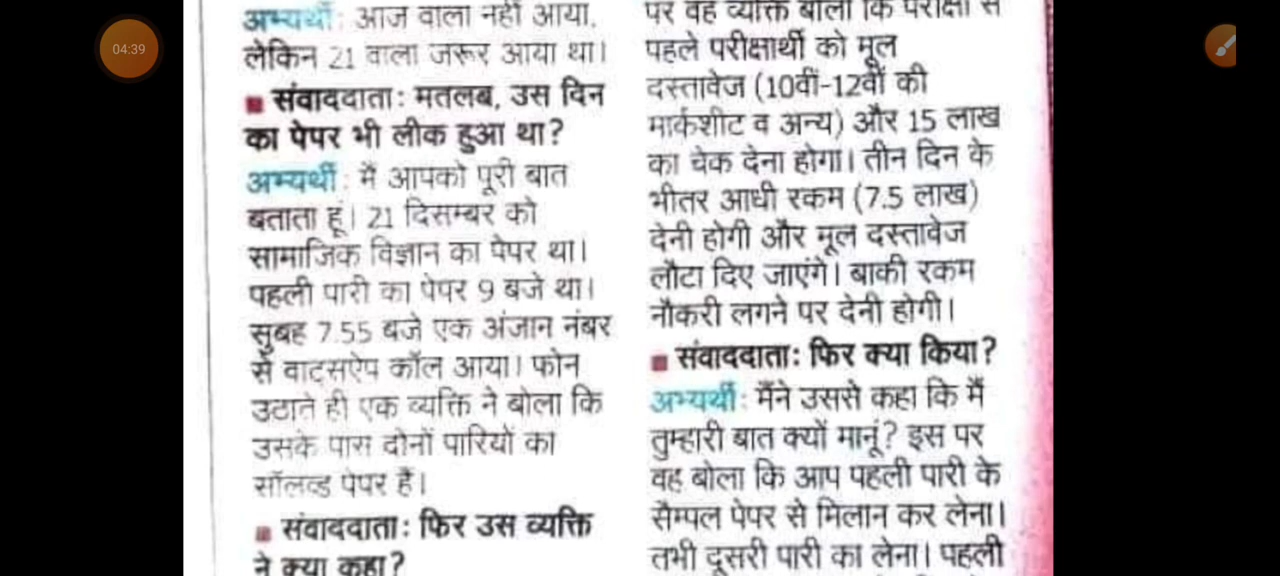 04:39
अभ्यर्थी: आज वाला नहीं आया,
लेकिन 21 वाला जरूर आया था।
■ संवाददाता: मतलब, उस दिन
का पेपर भी लीक हुआ था?
अभ्यर्थी: मैं आपको पूरी बात
बताता हूं। 21 दिसम्बर को
सामाजिक विज्ञान का पेपर था।
पहली पारी का पेपर 9 बजे था।
सुबह 7.55 बजे एक अंजान नंबर
से वाट्सऐप कॉल आया। फोन
उठाते ही एक व्यक्ति ने बोला कि
उसके पास दोनों पारियों का
सॉलव्ड पेपर है।
■ संवाददाता: फिर उस व्यक्ति
ने क्या कहा?
पर वह व्यक्ति बोला कि परीक्षा से
पहले परीक्षार्थी को मूल
दस्तावेज (10वीं-12वीं की
मार्कशीट व अन्य) और 15 लाख
का चेक देना होगा। तीन दिन के
भीतर आधी रकम (7.5 लाख)
देनी होगी और मूल दस्तावेज
लौटा दिए जाएंगे। बाकी रकम
नौकरी लगने पर देनी होगी।
■ संवाददाता: फिर क्या किया?
अभ्यर्थी: मैंने उससे कहा कि मैं
तुम्हारी बात क्यों मानूं? इस पर
वह बोला कि आप पहली पारी के
सैम्पल पेपर से मिलान कर लेना।
तभी दूसरी पारी का लेना। पहली